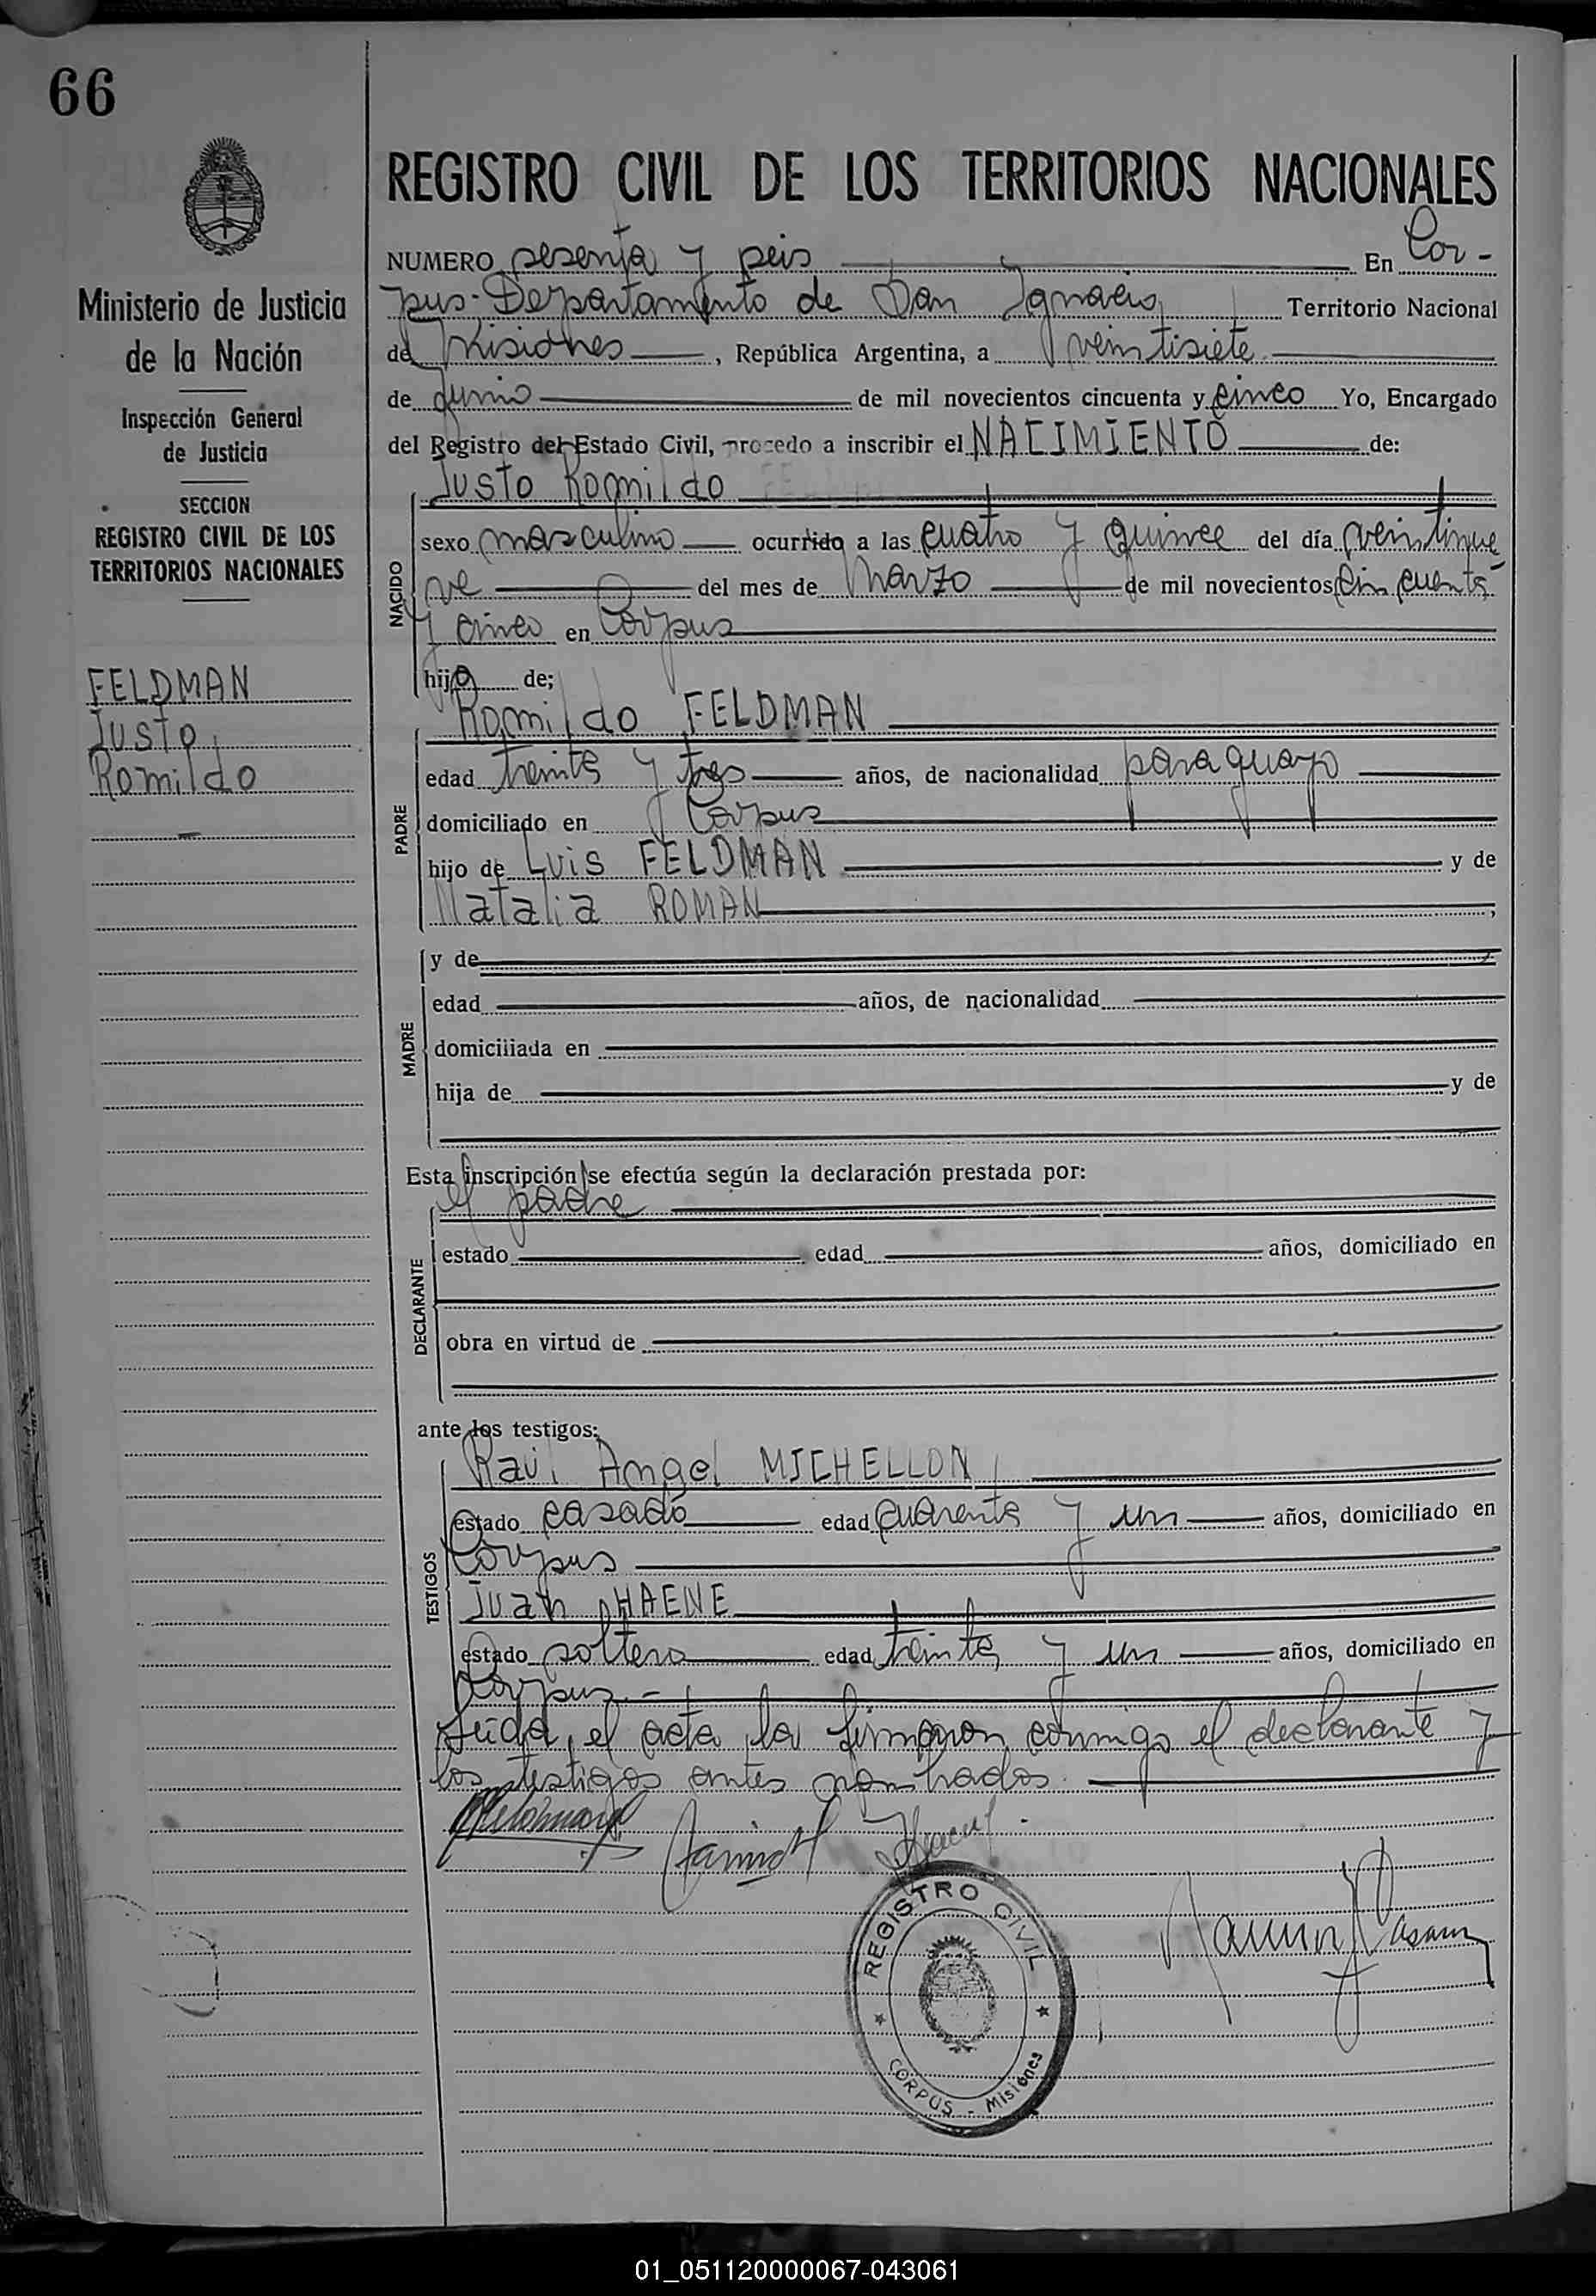 66
REGISTRO CIVIL DE LOS TERRITORIOS NACIONALES
Ministerio de Justicia
de la Nación
Inspección General
de Justicia
SECCION
REGISTRO CIVIL DE LOS
TERRITORIOS NACIONALES
FELDMAN
Justo
Romildo
NUMERO sesenta y seis En Cor-
pus-Departamento de San Ignacio Territorio Nacional
de Misiones, República Argentina, a veintisiete
de Junio de mil novecientos cincuenta y cinco Yo, Encargado
del Registro del Estado Civil, procedo a inscribir el NACIMIENTO de:
NACIDO
Justo Romildo
sexo masculino ocurrido a las cuatro y quince del día veintinue
ve del mes de Marzo de mil novecientos cincuenta
y cinco en Corpus
hijo de;
PADRE
Romildo FELDMAN
edad treinta y tres años, de nacionalidad paraguayo
domiciliado en Corpus
hijo de Luis FELDMAN y de
Natalia ROMAN,
MADRE
y de
edad años, de nacionalidad
domiciliada en
hija de y de
Esta inscripción se efectúa según la declaración prestada por:
DECLARANTE
el padre
estado edad años, domiciliado en
obra en virtud de
ante los testigos:
TESTIGOS
Raúl Angel MICHELLON
estado casado edad cuarenta y un años, domiciliado en
Corpus
Juan HAENE
estado soltero edad treinta y un años, domiciliado en
Corpus.-
Leída el acta la firmaron conmigo el declarante y
los testigos antes nombrados.
REGISTRO CIVIL
CORPUS - Misiones
01_051120000067-043061